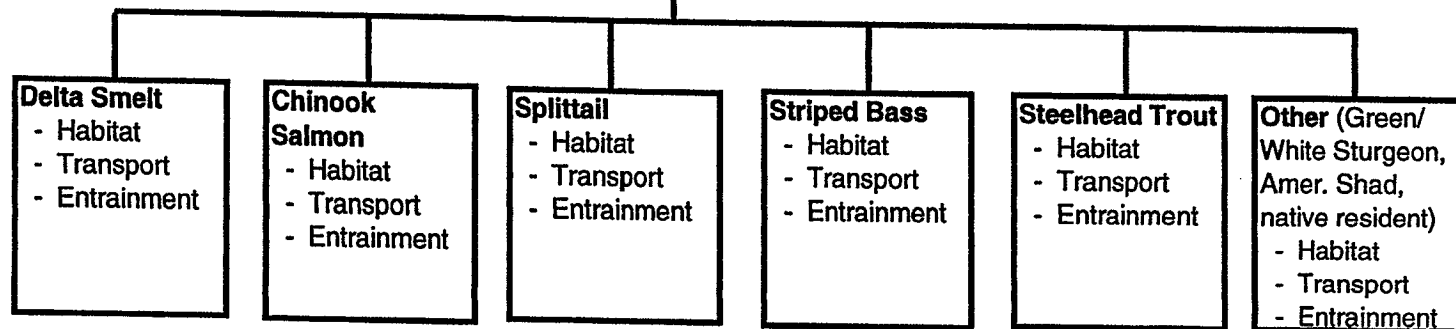 Delta Smelt
- Habitat
- Transport
- Entrainment
Chinook
Salmon
- Habitat
- Transport
- Entrainment
Splittail
- Habitat
- Transport
- Entrainment
Striped Bass
- Habitat
- Transport
- Entrainment
Steelhead Trout
- Habitat
- Transport
- Entrainment
Other (Green/
White Sturgeon,
Amer. Shad,
native resident)
- Habitat
- Transport
- Entrainment